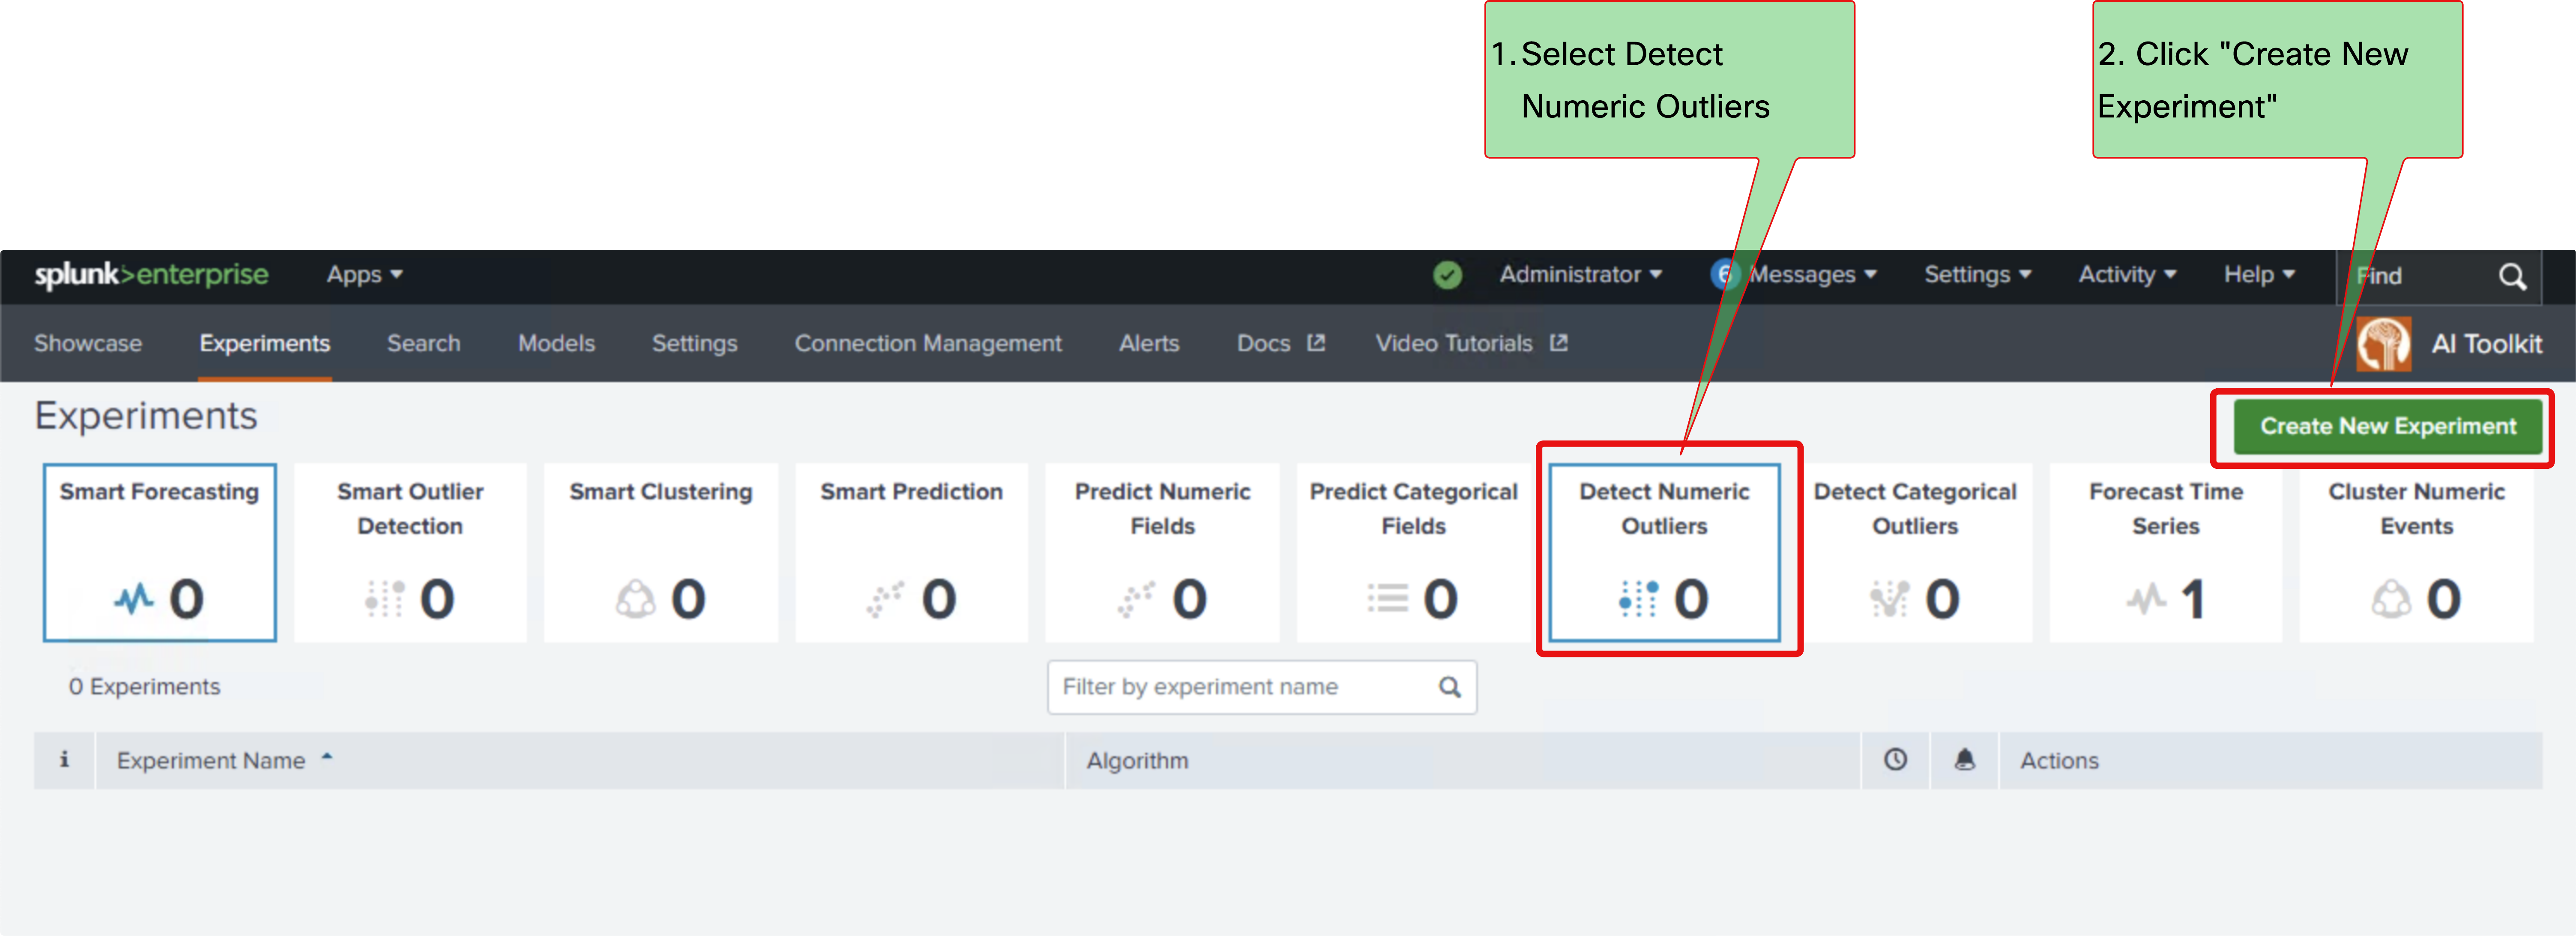 1. Select Detect
Numeric Outliers
2. Click "Create New
Experiment"
splunk>enterprise Apps Administrator 6 Messages Settings Activity Help Find
Showcase Experiments Search Models Settings Connection Management Alerts Docs Video Tutorials AI Toolkit
Experiments
Create New Experiment
Smart Forecasting
0
Smart Outlier
Detection
0
Smart Clustering
0
Smart Prediction
0
Predict Numeric
Fields
0
Predict Categorical
Fields
0
Detect Numeric
Outliers
0
Detect Categorical
Outliers
0
Forecast Time
Series
1
Cluster Numeric
Events
0
0 Experiments
Filter by experiment name
i Experiment Name Algorithm Actions